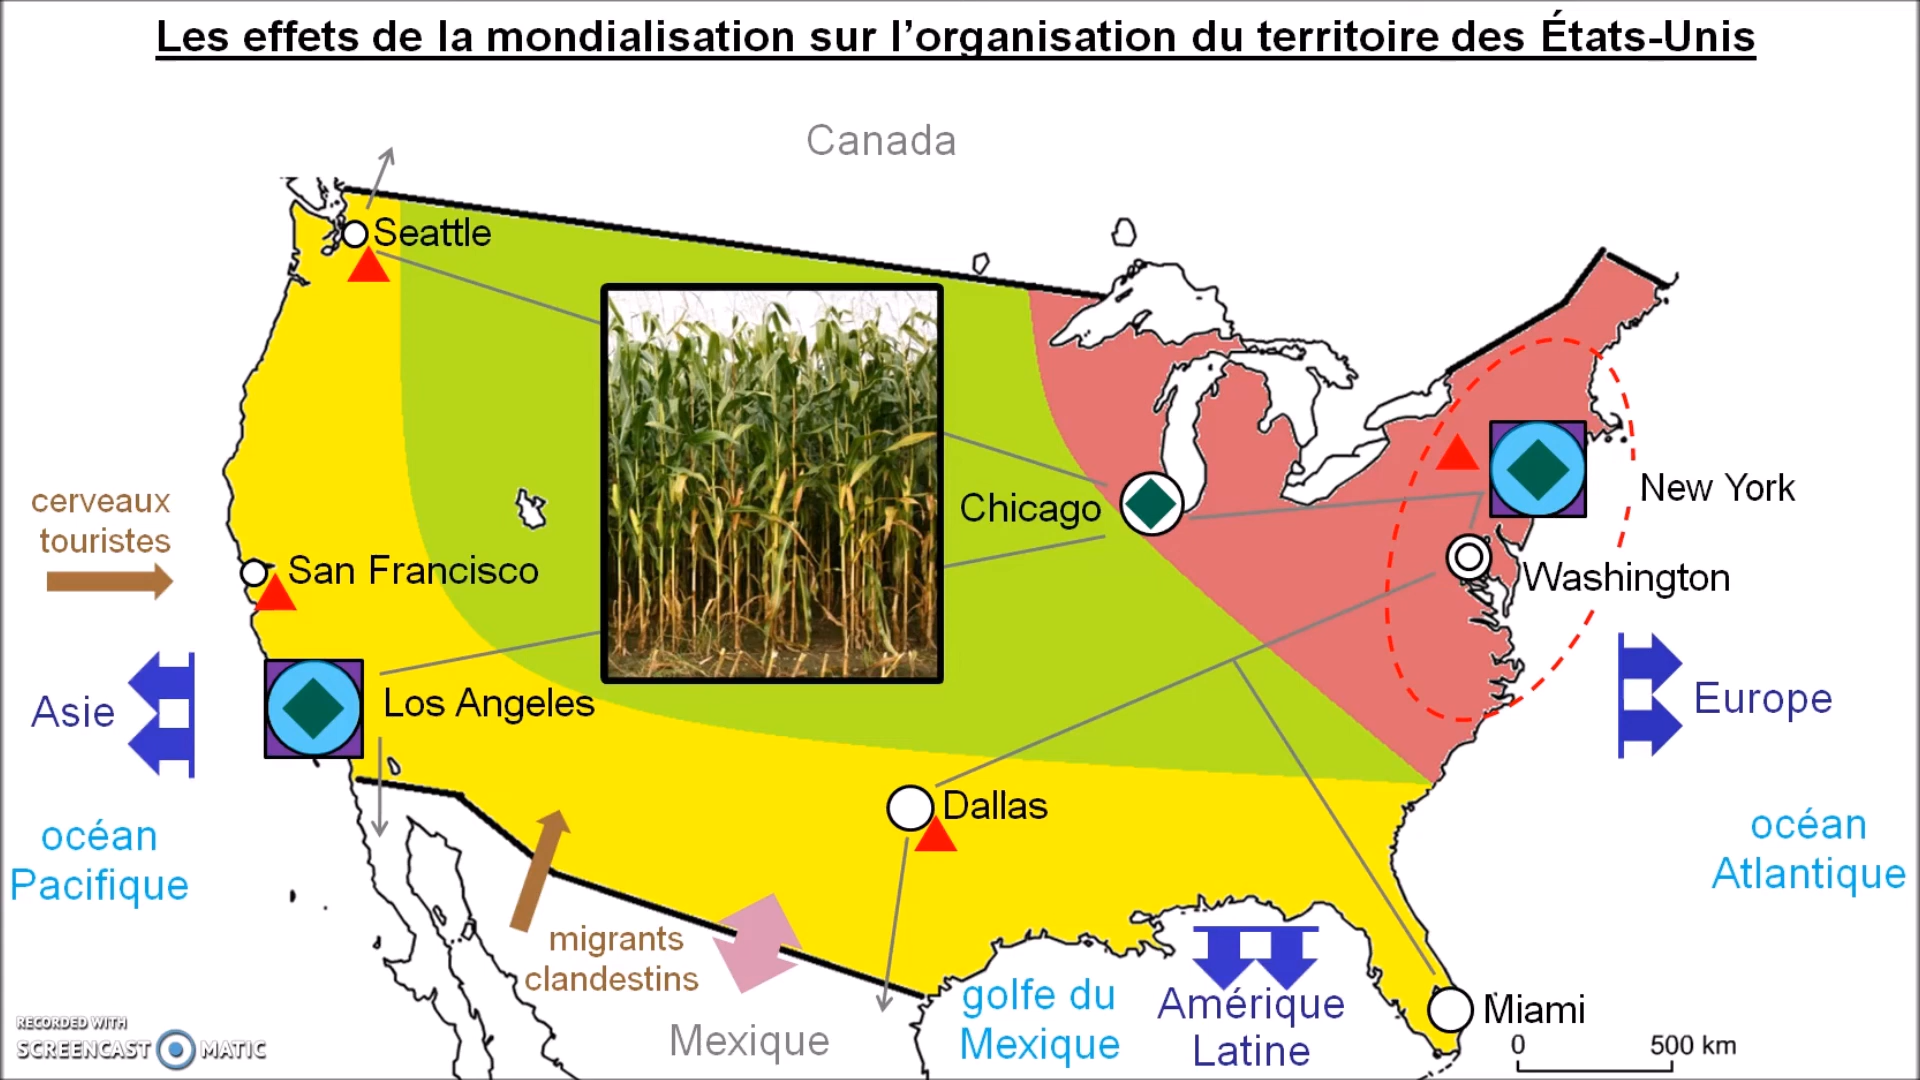 Les effets de la mondialisation sur l’organisation du territoire des États-Unis
Canada
Seattle
cerveaux
touristes
San Francisco
Chicago
New York
Washington
Asie
Los Angeles
Europe
Dallas
océan
Pacifique
océan
Atlantique
migrants
clandestins
Mexique
golfe du
Mexique
Amérique
Latine
Miami
0 500 km
RECORDED WITH
SCREENCAST MATIC